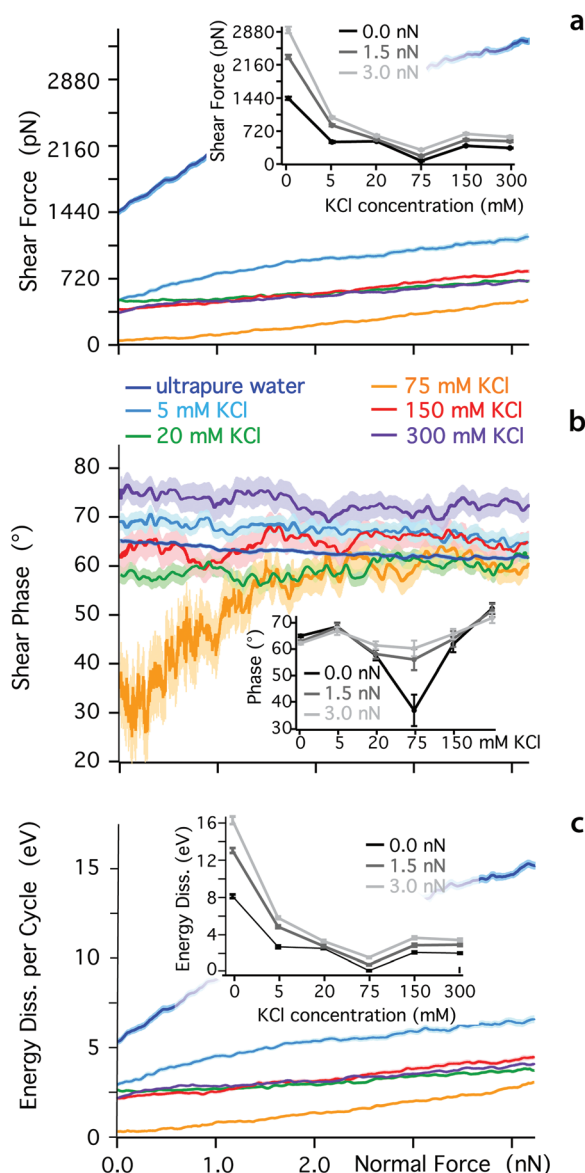 a
2880
2160
1440
720
0
Shear Force (pN)
2880
2160
1440
720
0
Shear Force (pN)
0.0 nN
1.5 nN
3.0 nN
0 5 20 75 150 300
KCl concentration (mM)
ultrapure water
5 mM KCl
20 mM KCl
75 mM KCl
150 mM KCl
300 mM KCl
b
80
70
60
50
40
30
20
Shear Phase (°)
70
60
50
40
30
Phase (°)
0.0 nN
1.5 nN
3.0 nN
0 5 20 75 150 mM KCl
c
15
10
5
0
Energy Diss. per Cycle (eV)
16
12
8
4
0
Energy Diss. (eV)
0.0 nN
1.5 nN
3.0 nN
0 5 20 75 150 300
KCl concentration (mM)
0.0 1.0 2.0 Normal Force (nN)